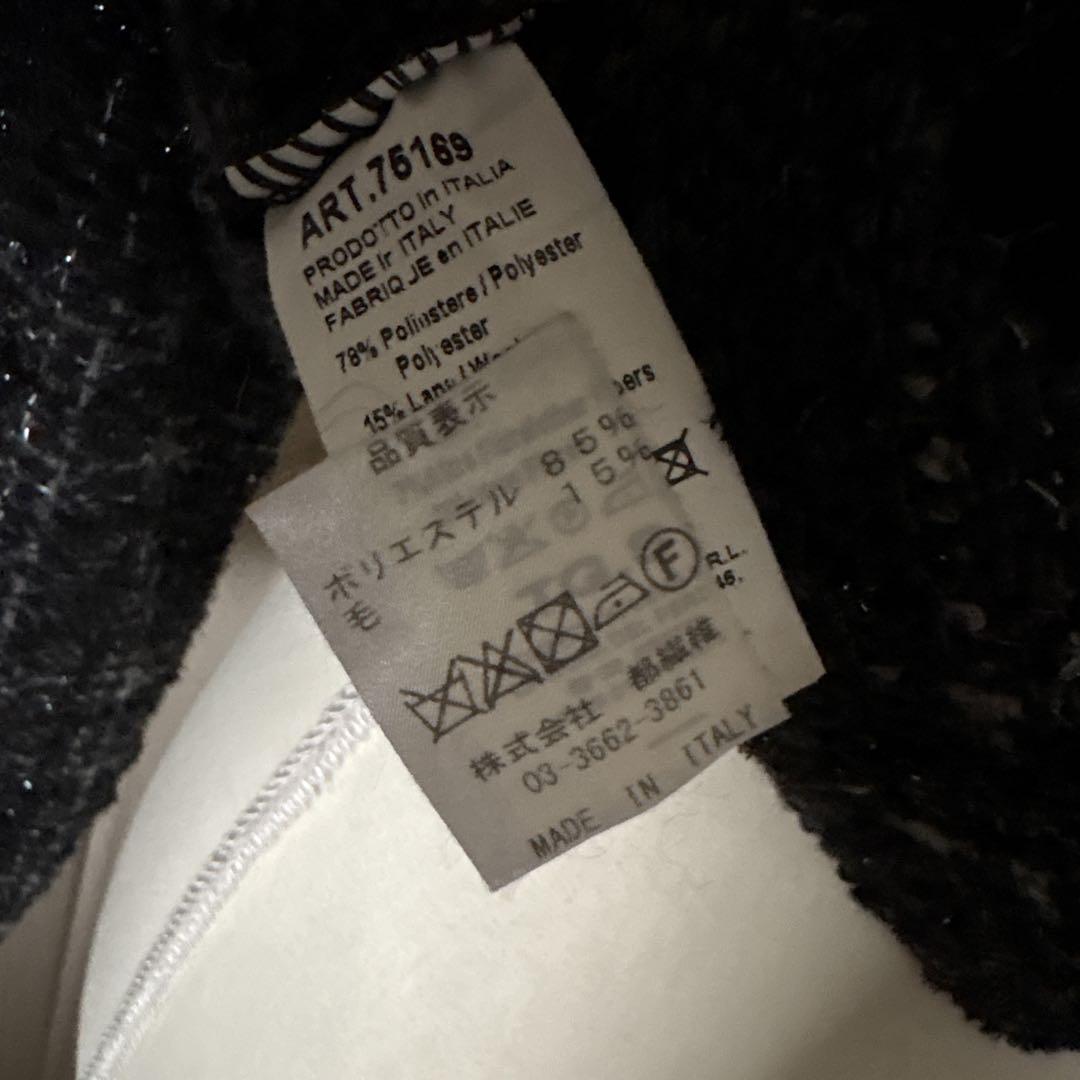 ART.75169
PRODOTTO in ITALIA
MADE in ITALY
FABRIQUE en ITALIE
78% Poliestere / Polyester
Polyester
15% Lana / Wool
bers
品質表示
ポリエステル 85%
毛 15%
F
R.L.
株式会社 都繊維
03-3662-3861
MADE IN ITALY